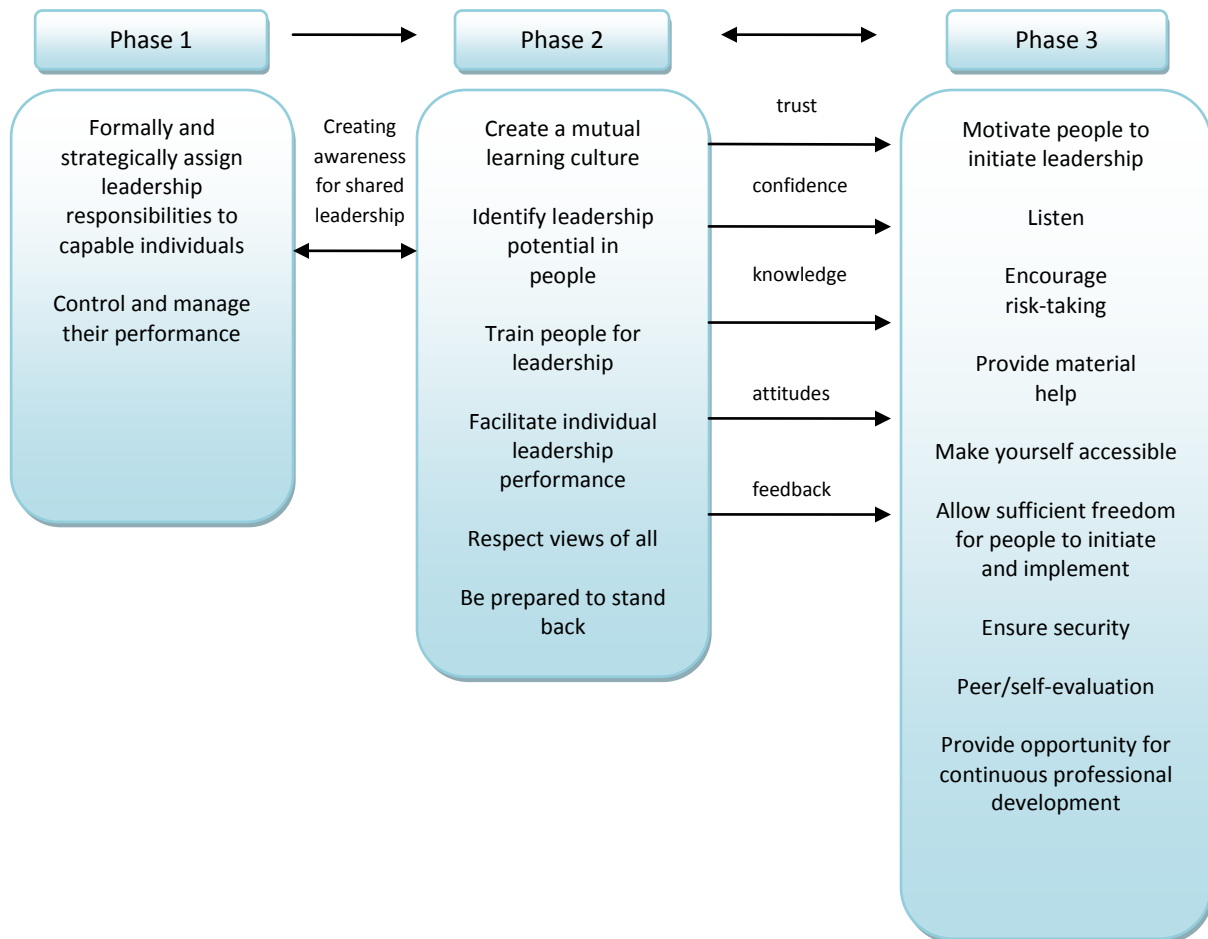 Phase 1
Phase 2
Phase 3
Formally and
strategically assign
leadership
responsibilities to
capable individuals
Control and manage
their performance
Creating
awareness
for shared
leadership
Create a mutual
learning culture
Identify leadership
potential in
people
Train people for
leadership
Facilitate individual
leadership
performance
Respect views of all
Be prepared to stand
back
trust
confidence
knowledge
attitudes
feedback
Motivate people to
initiate leadership
Listen
Encourage
risk-taking
Provide material
help
Make yourself accessible
Allow sufficient freedom
for people to initiate
and implement
Ensure security
Peer/self-evaluation
Provide opportunity for
continuous professional
development